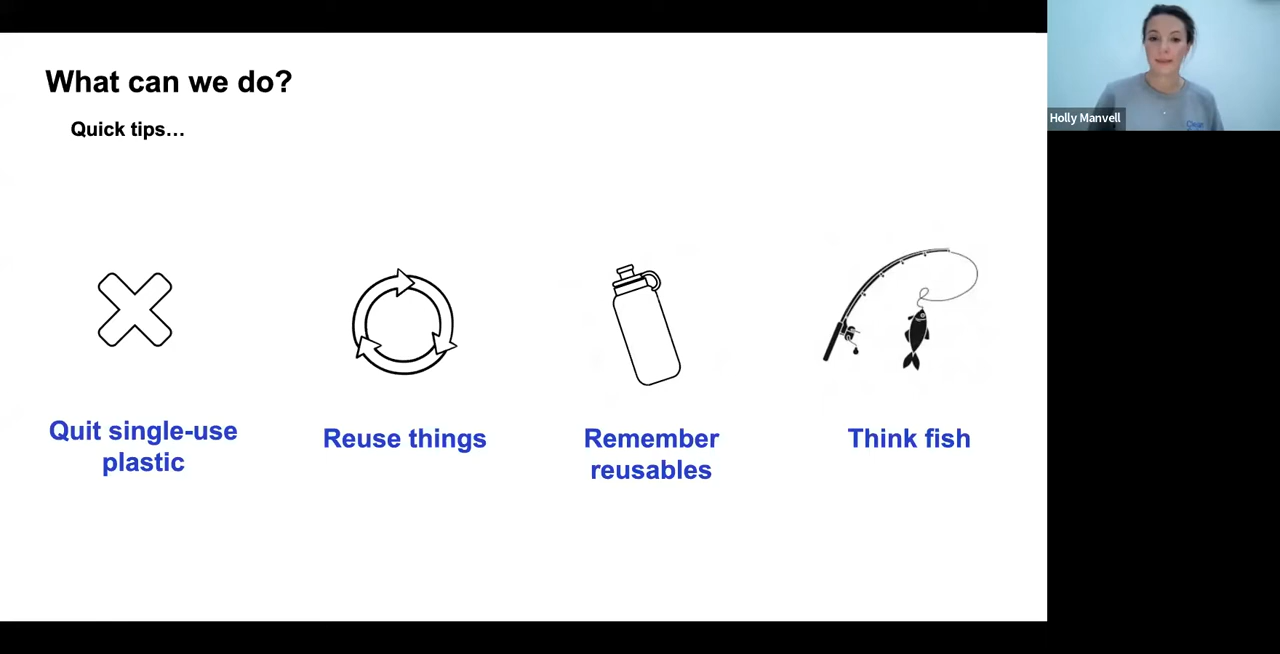 What can we do?
Quick tips…
Quit single-use
plastic
Reuse things
Remember
reusables
Think fish
Holly Manvell